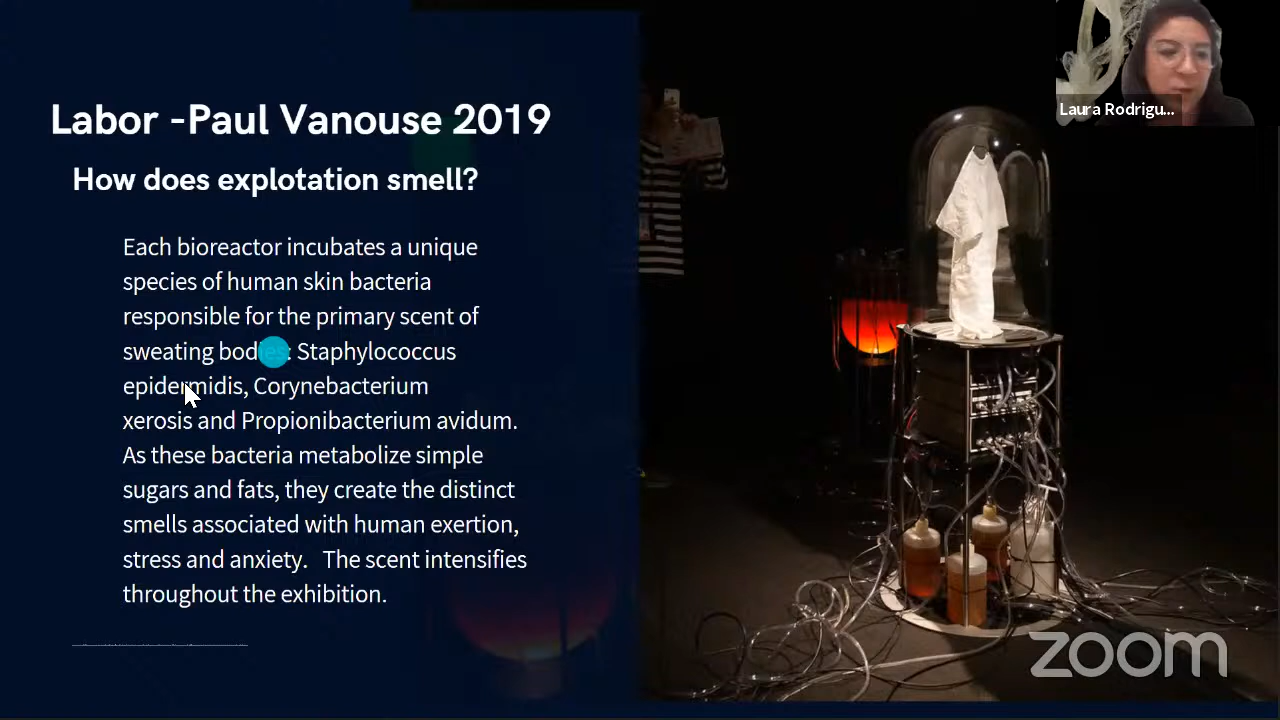 Labor -Paul Vanouse 2019
How does explotation smell?
Each bioreactor incubates a unique
species of human skin bacteria
responsible for the primary scent of
sweating bodies: Staphylococcus
epidermidis, Corynebacterium
xerosis and Propionibacterium avidum.
As these bacteria metabolize simple
sugars and fats, they create the distinct
smells associated with human exertion,
stress and anxiety. The scent intensifies
throughout the exhibition.
Laura Rodrigu...
zoom